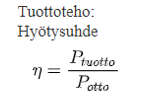 Tuottoteho:
Hyötysuhde
η = P_tuotto / P_otto